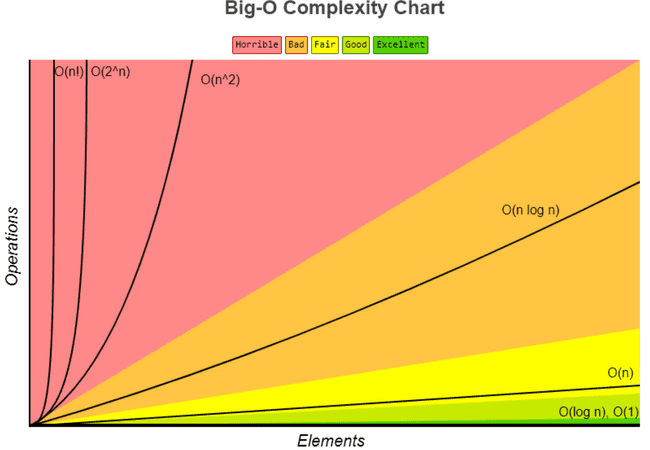 Big-O Complexity Chart
Horrible Bad Fair Good Excellent
O(n!) O(2^n) O(n^2)
O(n log n)
O(n)
O(log n), O(1)
Operations
Elements